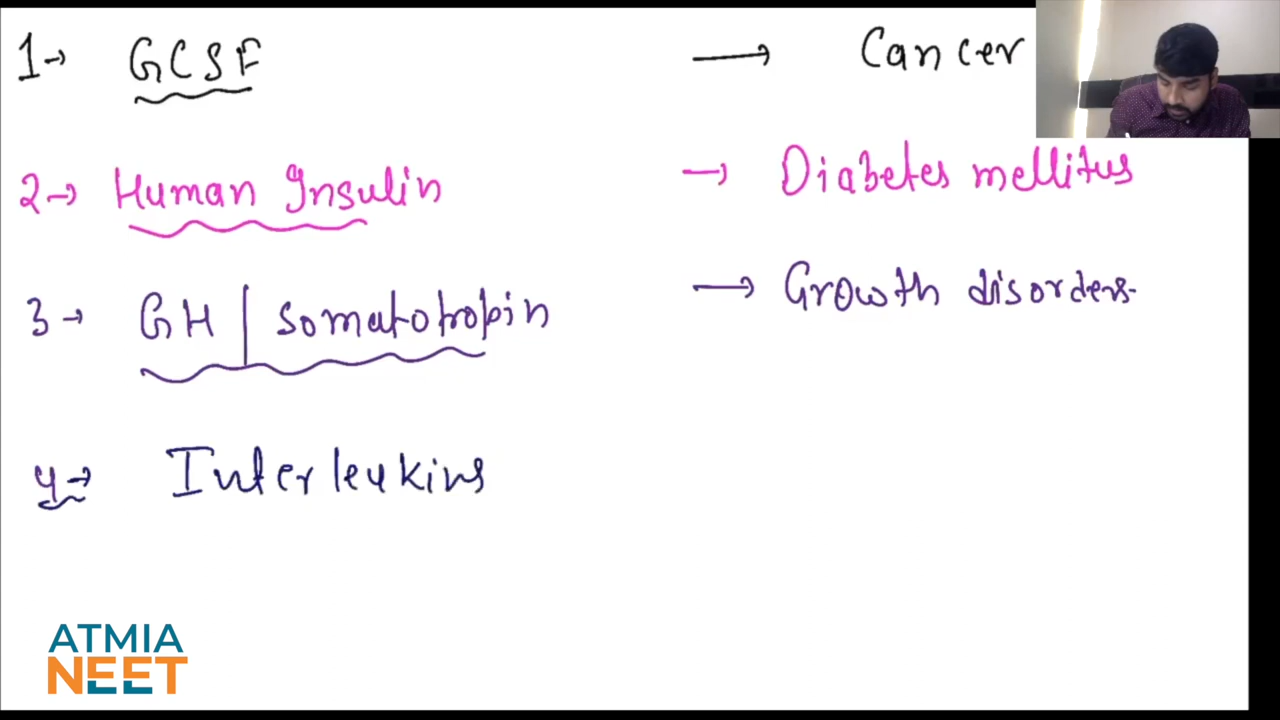 1→ GCSF → Cancer
2→ Human Insulin → Diabetes mellitus
3→ GH | Somatotropin → Growth disorders
4→ Interleukins
ATMIA
NEET